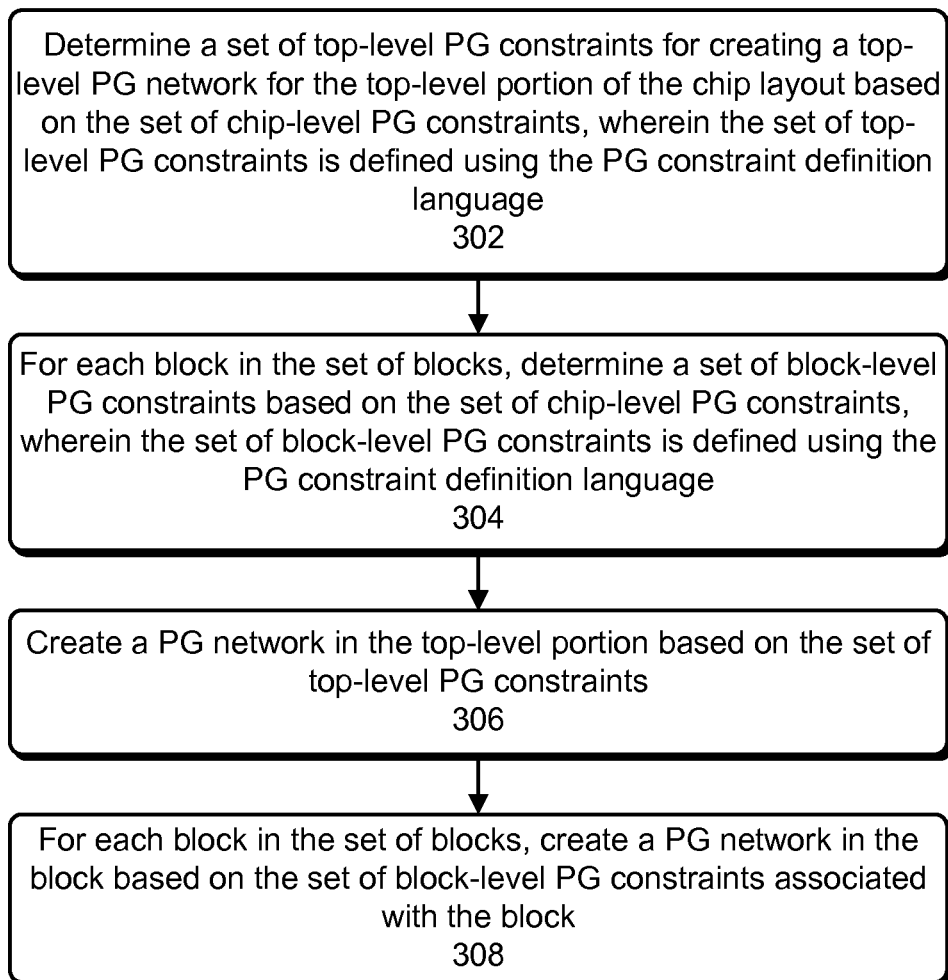 Determine a set of top-level PG constraints for creating a top-
level PG network for the top-level portion of the chip layout based
on the set of chip-level PG constraints, wherein the set of top-
level PG constraints is defined using the PG constraint definition
language
302
For each block in the set of blocks, determine a set of block-level
PG constraints based on the set of chip-level PG constraints,
wherein the set of block-level PG constraints is defined using the
PG constraint definition language
304
Create a PG network in the top-level portion based on the set of
top-level PG constraints
306
For each block in the set of blocks, create a PG network in the
block based on the set of block-level PG constraints associated
with the block
308